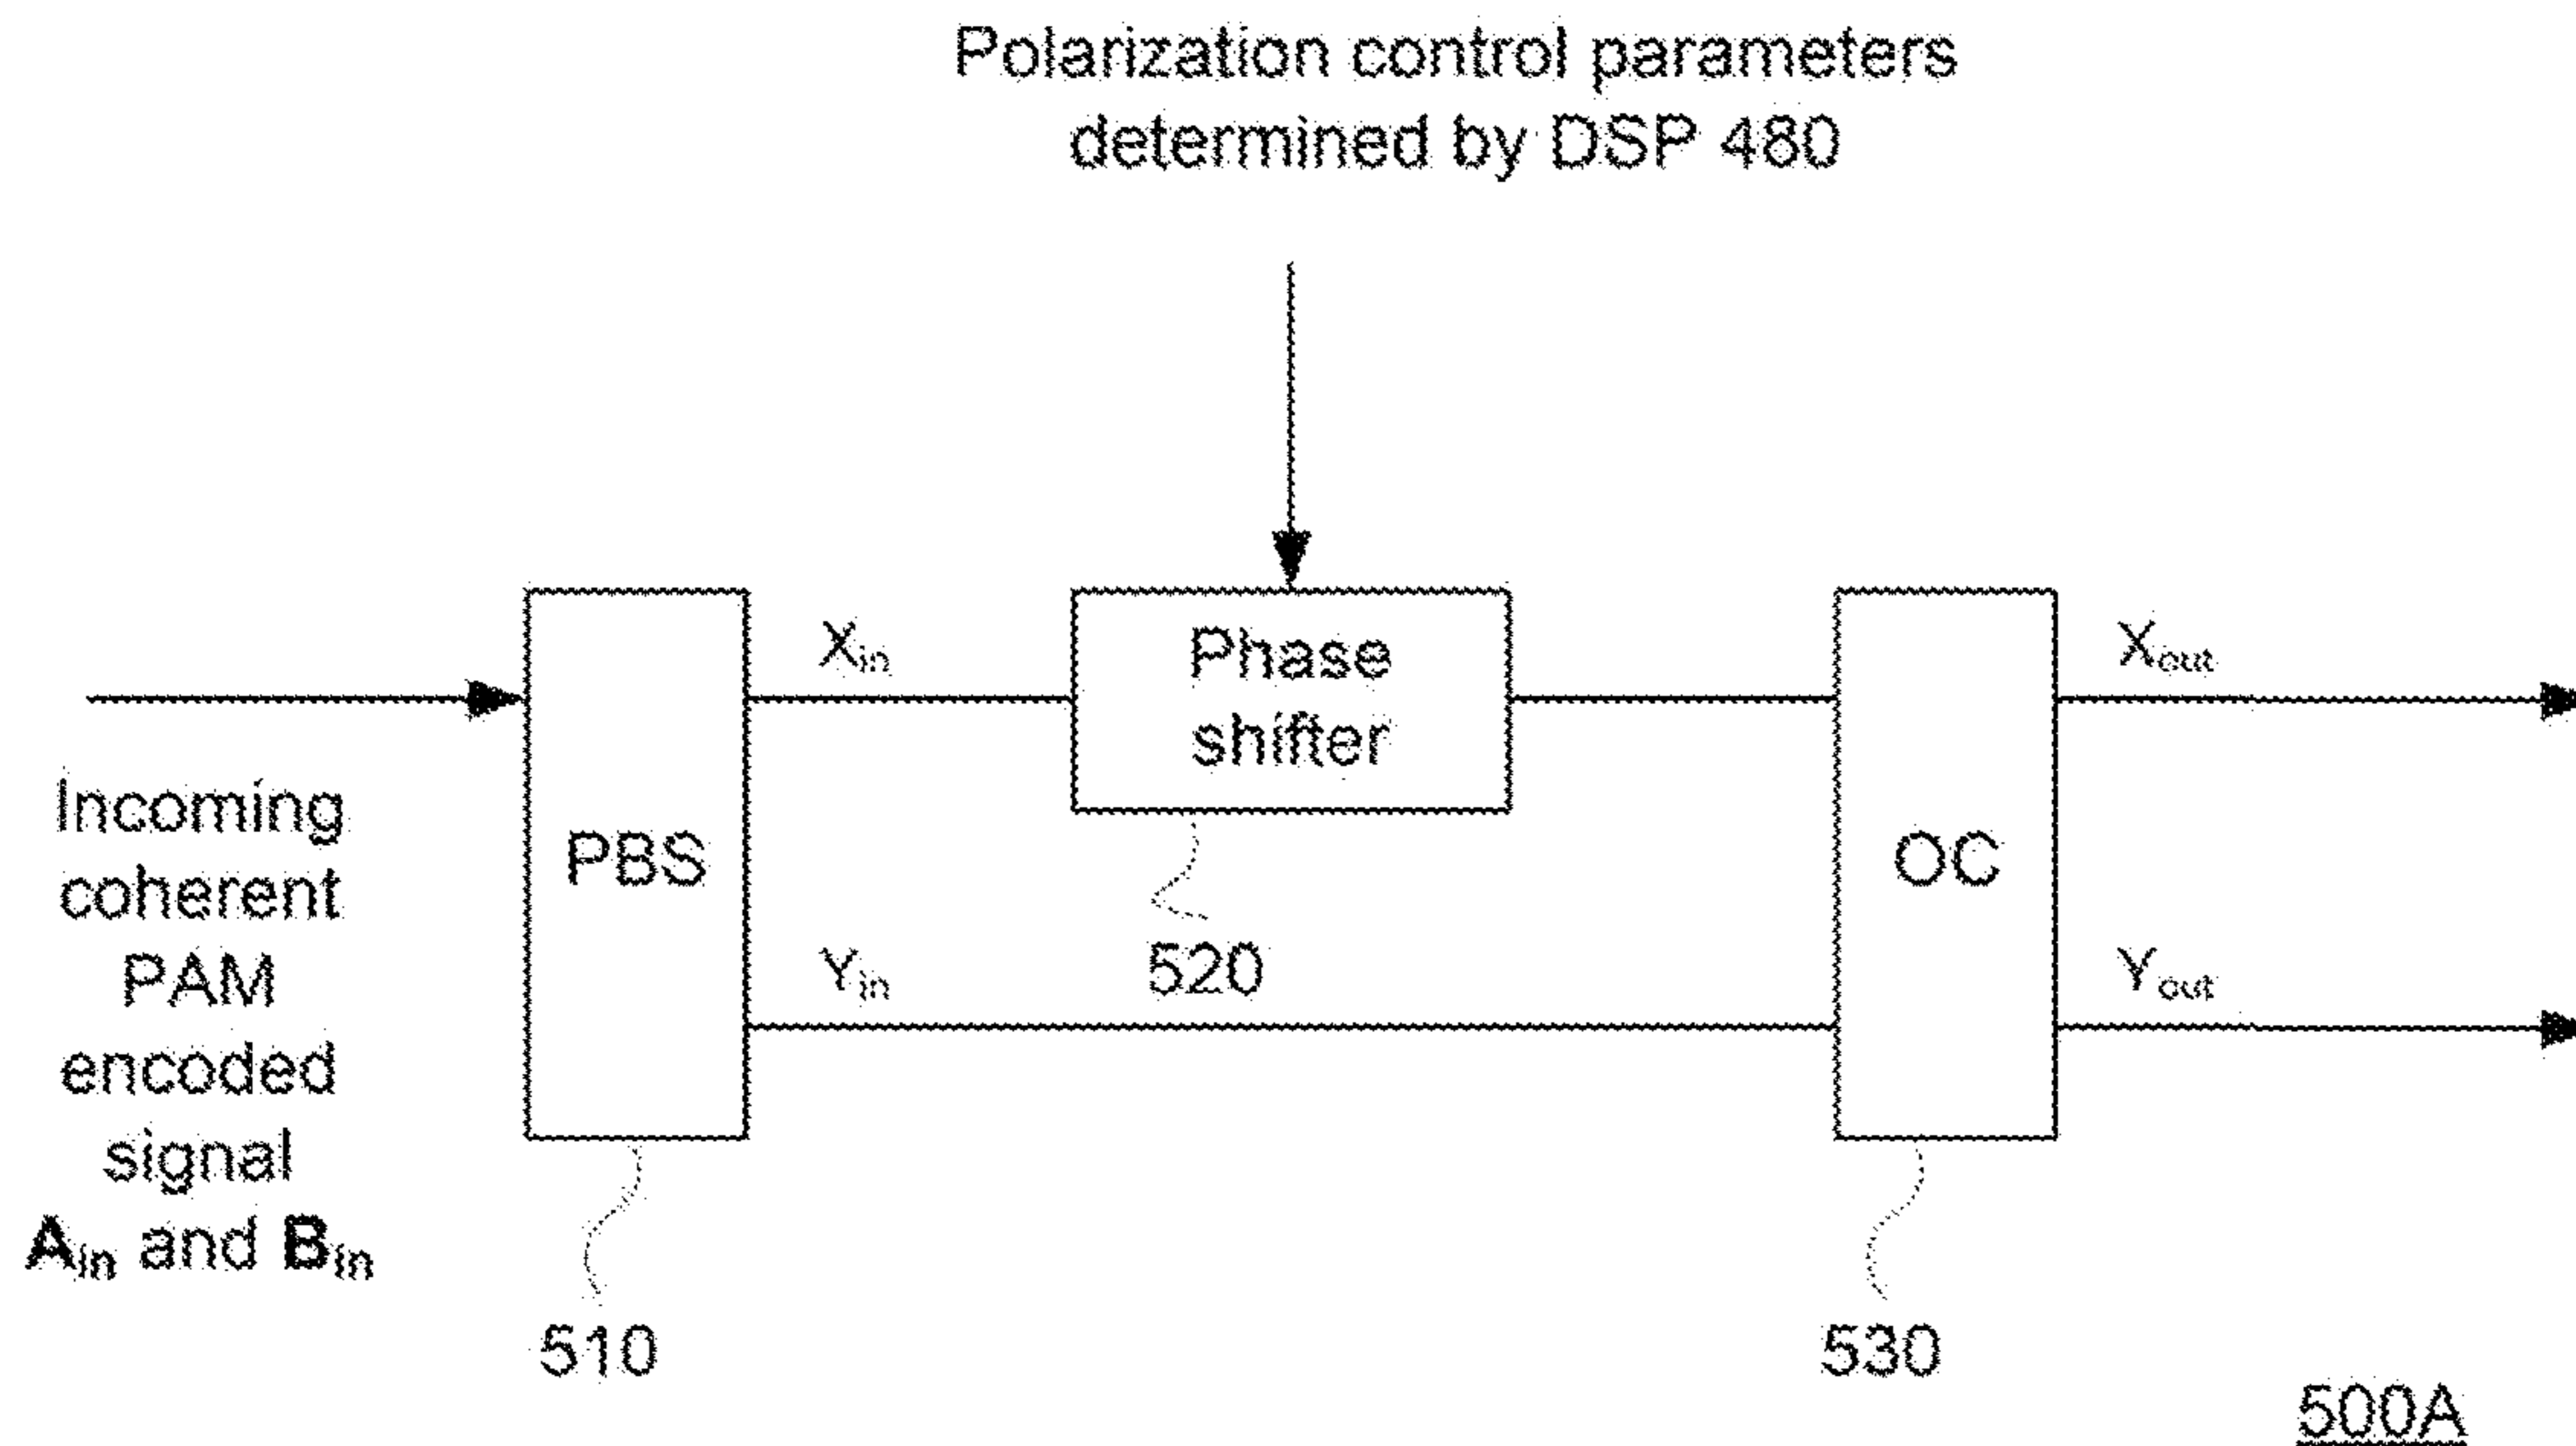 Polarization control parameters
determined by DSP 480
Incoming
coherent
PAM
encoded
signal
Ain and Bin
PBS
510
Xin
Yin
Phase
shifter
520
OC
530
Xout
Yout
500A